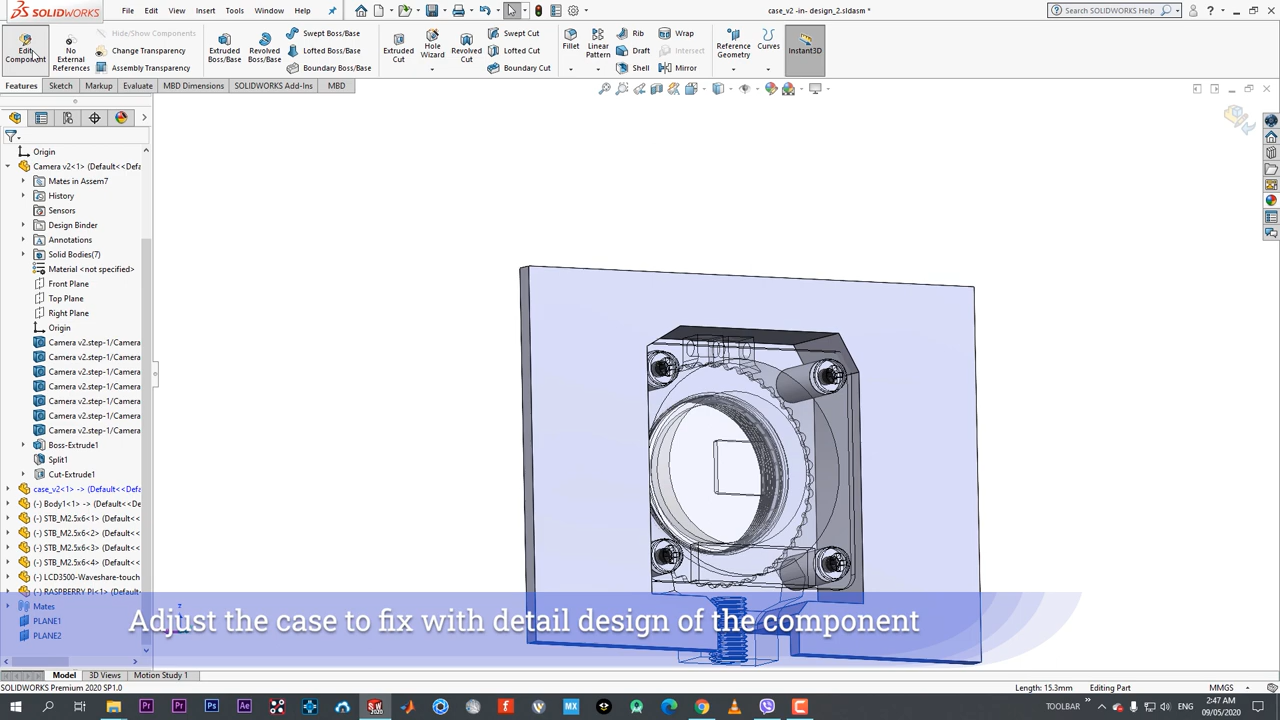 SOLIDWORKS File Edit View Insert Tools Window case_v2 -in- design_2.sldasm * Search SOLIDWORKS Help
Edit Component
No External References
Hide/Show Components
Change Transparency
Assembly Transparency
Extruded Boss/Base
Revolved Boss/Base
Swept Boss/Base
Lofted Boss/Base
Boundary Boss/Base
Extruded Cut
Hole Wizard
Revolved Cut
Swept Cut
Lofted Cut
Boundary Cut
Fillet
Linear Pattern
Rib
Draft
Shell
Wrap
Intersect
Mirror
Reference Geometry
Curves
Instant3D
Features Sketch Markup Evaluate MBD Dimensions SOLIDWORKS Add-Ins MBD
Origin
Camera v2<1> (Default<<Defa
Mates in Assem7
History
Sensors
Design Binder
Annotations
Solid Bodies(7)
Material <not specified>
Front Plane
Top Plane
Right Plane
Origin
Camera v2.step-1/Camera
Camera v2.step-1/Camera
Camera v2.step-1/Camera
Camera v2.step-1/Camera
Camera v2.step-1/Camera
Camera v2.step-1/Camera
Camera v2.step-1/Camera
Boss-Extrude1
Split1
Cut-Extrude1
case_v2<1> -> (Default<<Def
(-) Body1<1> -> (Default<<De
(-) STB_M2.5x6<1> (Default<
(-) STB_M2.5x6<2> (Default<
(-) STB_M2.5x6<3> (Default<
(-) STB_M2.5x6<4> (Default<
(-) LCD3500-Waveshare-touch
(-) RASPBERRY PI<1> (Default
Mates
PLANE1
PLANE2
Adjust the case to fix with detail design of the component
Model 3D Views Motion Study 1
SOLIDWORKS Premium 2020 SP1.0 Length: 15.3mm Editing Part MMGS
TOOLBAR ENG 2:47 AM
09/05/2020